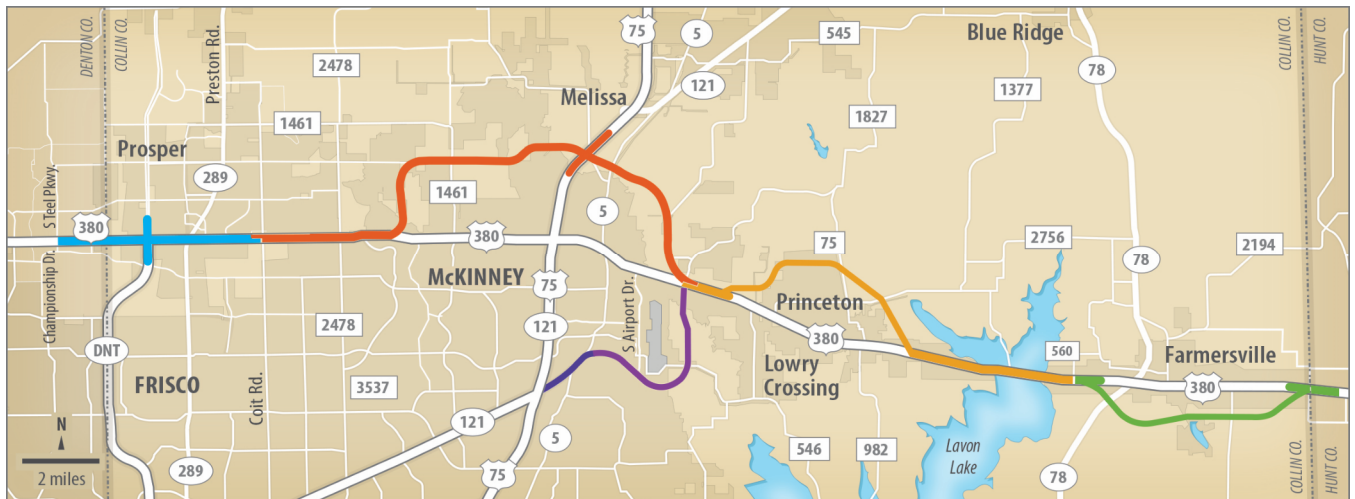 DENTON CO.
COLLIN CO.
Preston Rd.
2478
75
5
545
Blue Ridge
COLLIN CO.
HUNT CO.
121
78
1377
Melissa
1461
1827
Prosper
S Teel Pkwy.
289
1461
380
5
380
75
2756
2194
78
McKINNEY
75
S Airport Dr.
Princeton
Championship Dr.
2478
121
380
DNT
560
Farmersville
Lowry
Crossing
FRISCO
3537
380
Coit Rd.
N
121
5
546
982
Lavon
Lake
2 miles
289
75
78
COLLIN CO.
HUNT CO.